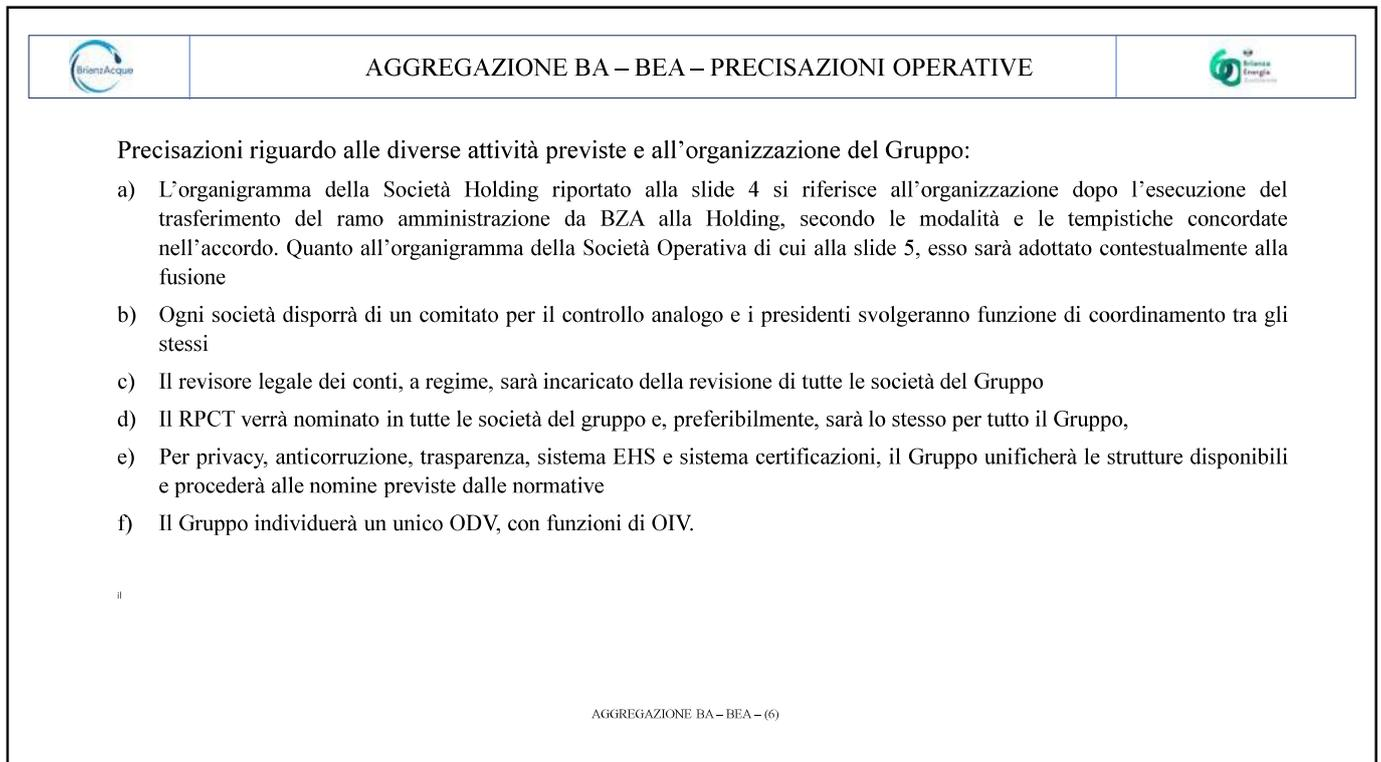 BrianzAcque
AGGREGAZIONE BA – BEA – PRECISAZIONI OPERATIVE
Brianza
Energia
Precisazioni riguardo alle diverse attività previste e all’organizzazione del Gruppo:
a) L’organigramma della Società Holding riportato alla slide 4 si riferisce all’organizzazione dopo l’esecuzione del
trasferimento del ramo amministrazione da BZA alla Holding, secondo le modalità e le tempistiche concordate
nell’accordo. Quanto all’organigramma della Società Operativa di cui alla slide 5, esso sarà adottato contestualmente alla
fusione
b) Ogni società disporrà di un comitato per il controllo analogo e i presidenti svolgeranno funzione di coordinamento tra gli
stessi
c) Il revisore legale dei conti, a regime, sarà incaricato della revisione di tutte le società del Gruppo
d) Il RPCT verrà nominato in tutte le società del gruppo e, preferibilmente, sarà lo stesso per tutto il Gruppo,
e) Per privacy, anticorruzione, trasparenza, sistema EHS e sistema certificazioni, il Gruppo unificherà le strutture disponibili
e procederà alle nomine previste dalle normative
f) Il Gruppo individuerà un unico ODV, con funzioni di OIV.
il
AGGREGAZIONE BA – BEA – (6)